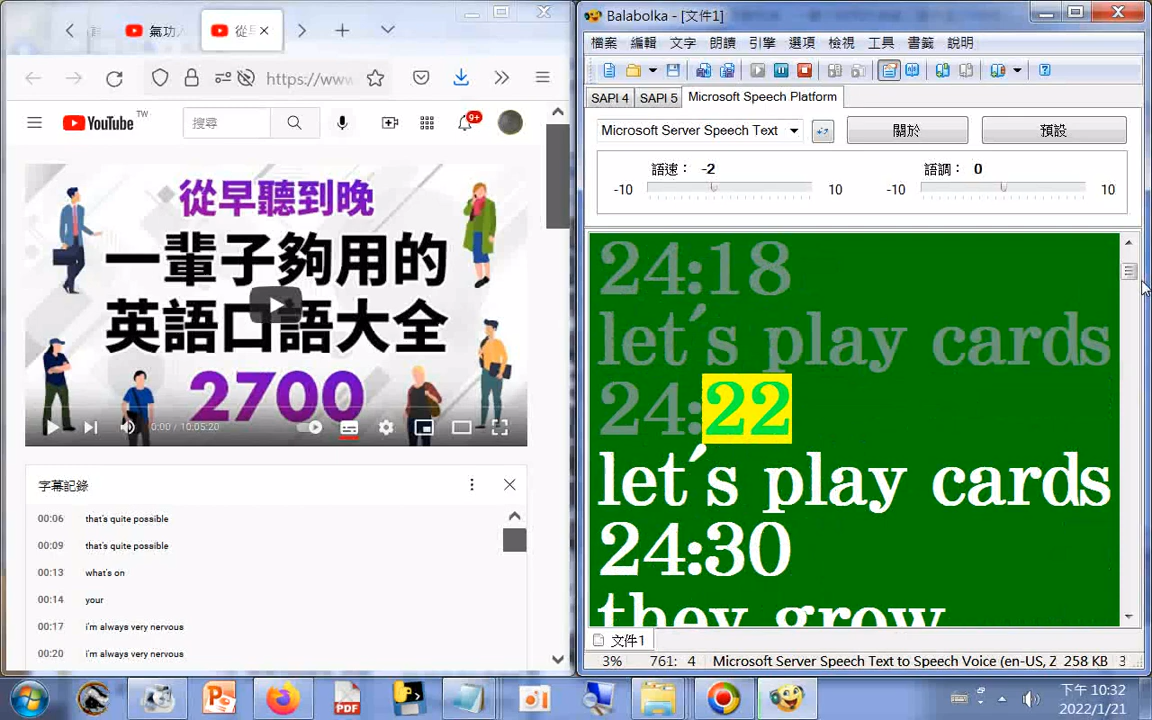 氣功入
從早
https://www
YouTube TW
搜尋
9+
從早聽到晚
一輩子夠用的
英語口語大全
2700
0:00 / 10:05:20
字幕記錄
00:06 that's quite possible
00:09 that's quite possible
00:13 what's on
00:14 your
00:17 i'm always very nervous
00:20 i'm always very nervous
Balabolka - [文件1]
檔案 編輯 文字 朗讀 引擎 選項 檢視 工具 書籤 說明
SAPI 4 SAPI 5 Microsoft Speech Platform
Microsoft Server Speech Text
關於
預設
語速： -2
-10 10
語調： 0
-10 10
24:18
let's play cards
24:22
let's play cards
24:30
they grow
文件1
3% 761: 4 Microsoft Server Speech Text to Speech Voice (en-US, Z 258 KB 3
PDF
下午 10:32
2022/1/21